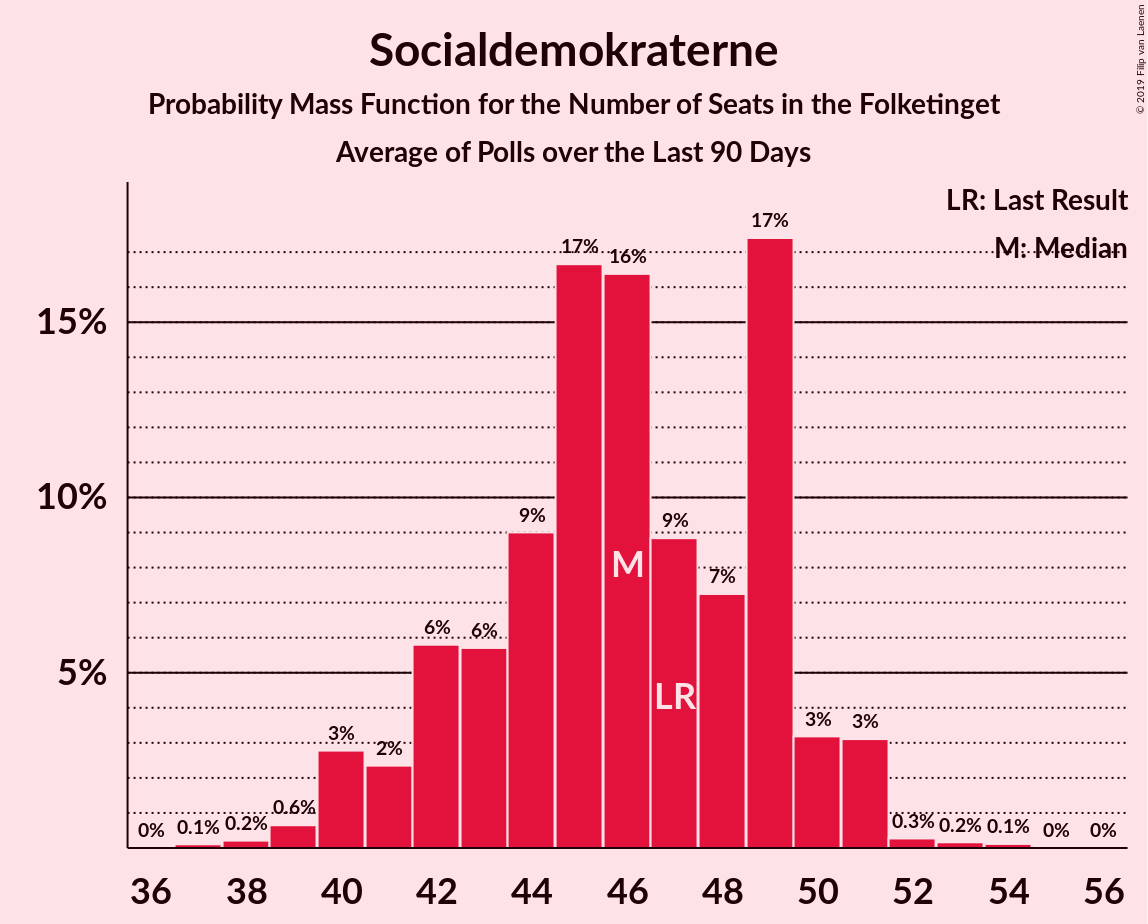 Socialdemokraterne
Probability Mass Function for the Number of Seats in the Folketinget
Average of Polls over the Last 90 Days
© 2019 Filip van Laenen
LR: Last Result
M: Median
15%
10%
5%
0%
0.1%
0.2%
0.6%
3%
2%
6%
6%
9%
17%
16%
9%
7%
17%
3%
3%
0.3%
0.2%
0.1%
0%
0%
M
LR
36 38 40 42 44 46 48 50 52 54 56